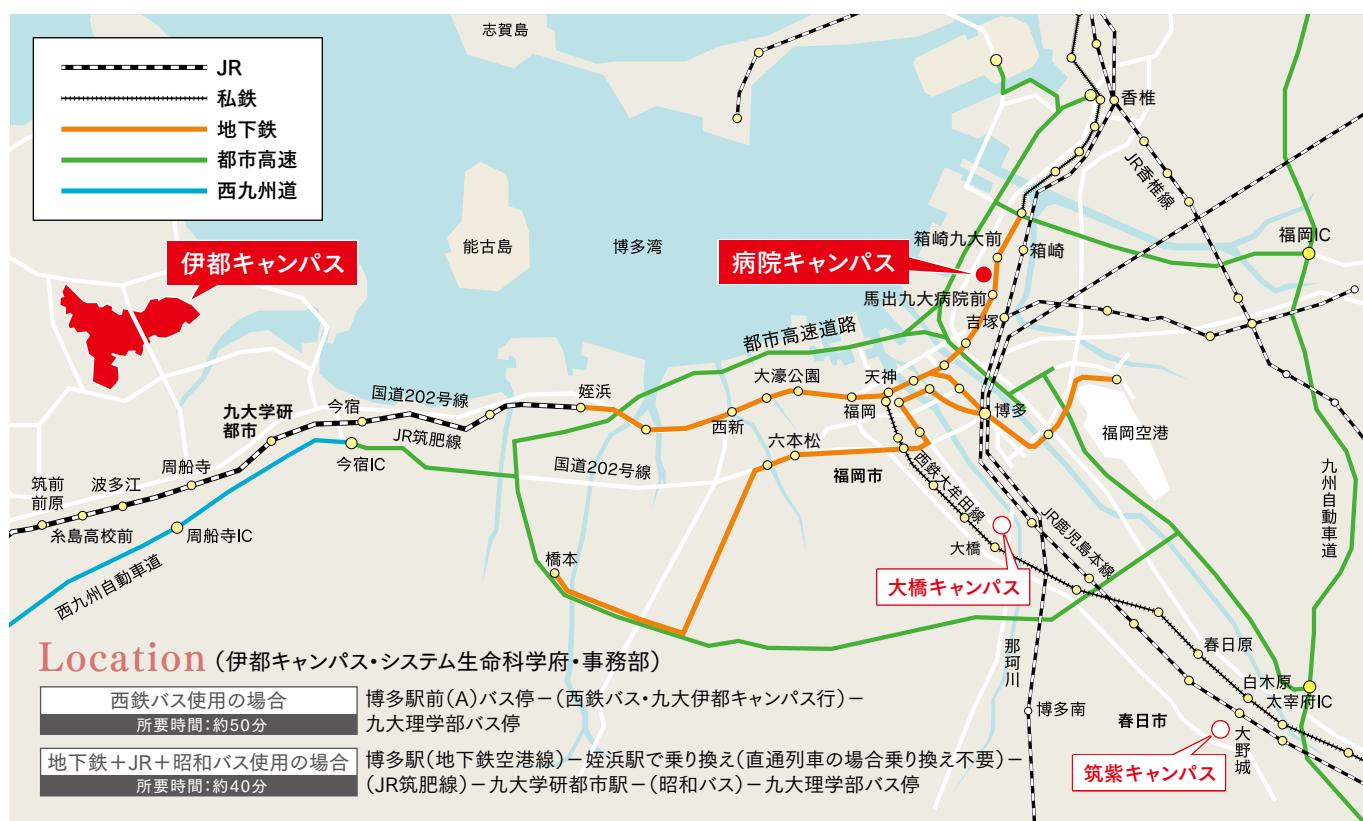 志賀島
JR
私鉄
地下鉄
都市高速
西九州道
香椎
JR香椎線
伊都キャンパス
能古島
博多湾
病院キャンパス
箱崎九大前
箱崎
福岡IC
馬出九大病院前
吉塚
都市高速道路
大濠公園
天神
姪浜
国道202号線
今宿
九大学研
都市
JR筑肥線
西新
福岡
博多
福岡空港
六本松
今宿IC
国道202号線
福岡市
西鉄大牟田線
九州自動車道
周船寺
波多江
筑前
前原
糸島高校前
周船寺IC
西九州自動車道
橋本
大橋
JR鹿児島本線
大橋キャンパス
那珂川
春日原
白木原
太宰府IC
博多南
春日市
大野城
筑紫キャンパス
Location (伊都キャンパス・システム生命科学府・事務部)
西鉄バス使用の場合
所要時間:約50分
博多駅前(A)バス停−(西鉄バス・九大伊都キャンパス行)−
九大理学部バス停
地下鉄+JR+昭和バス使用の場合
所要時間:約40分
博多駅(地下鉄空港線)−姪浜駅で乗り換え(直通列車の場合乗り換え不要)−
(JR筑肥線)−九大学研都市駅−(昭和バス)−九大理学部バス停